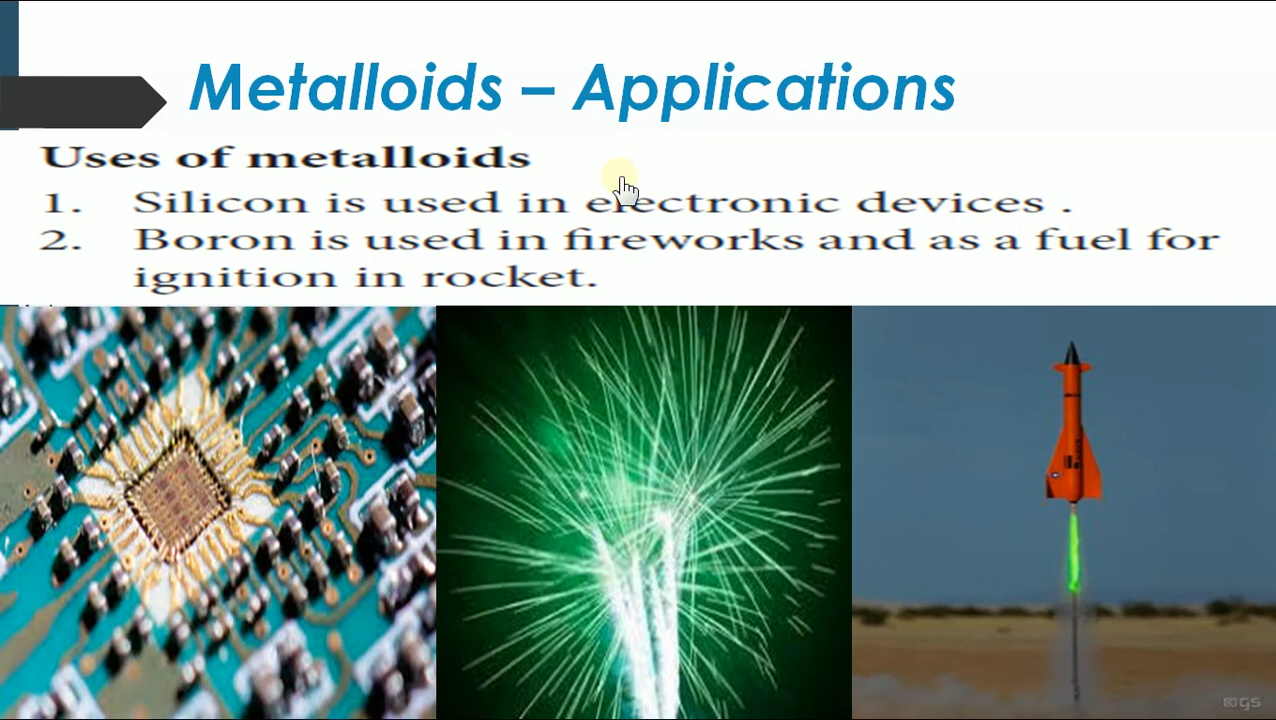 Metalloids – Applications
Uses of metalloids
1. Silicon is used in electronic devices .
2. Boron is used in fireworks and as a fuel for
ignition in rocket.